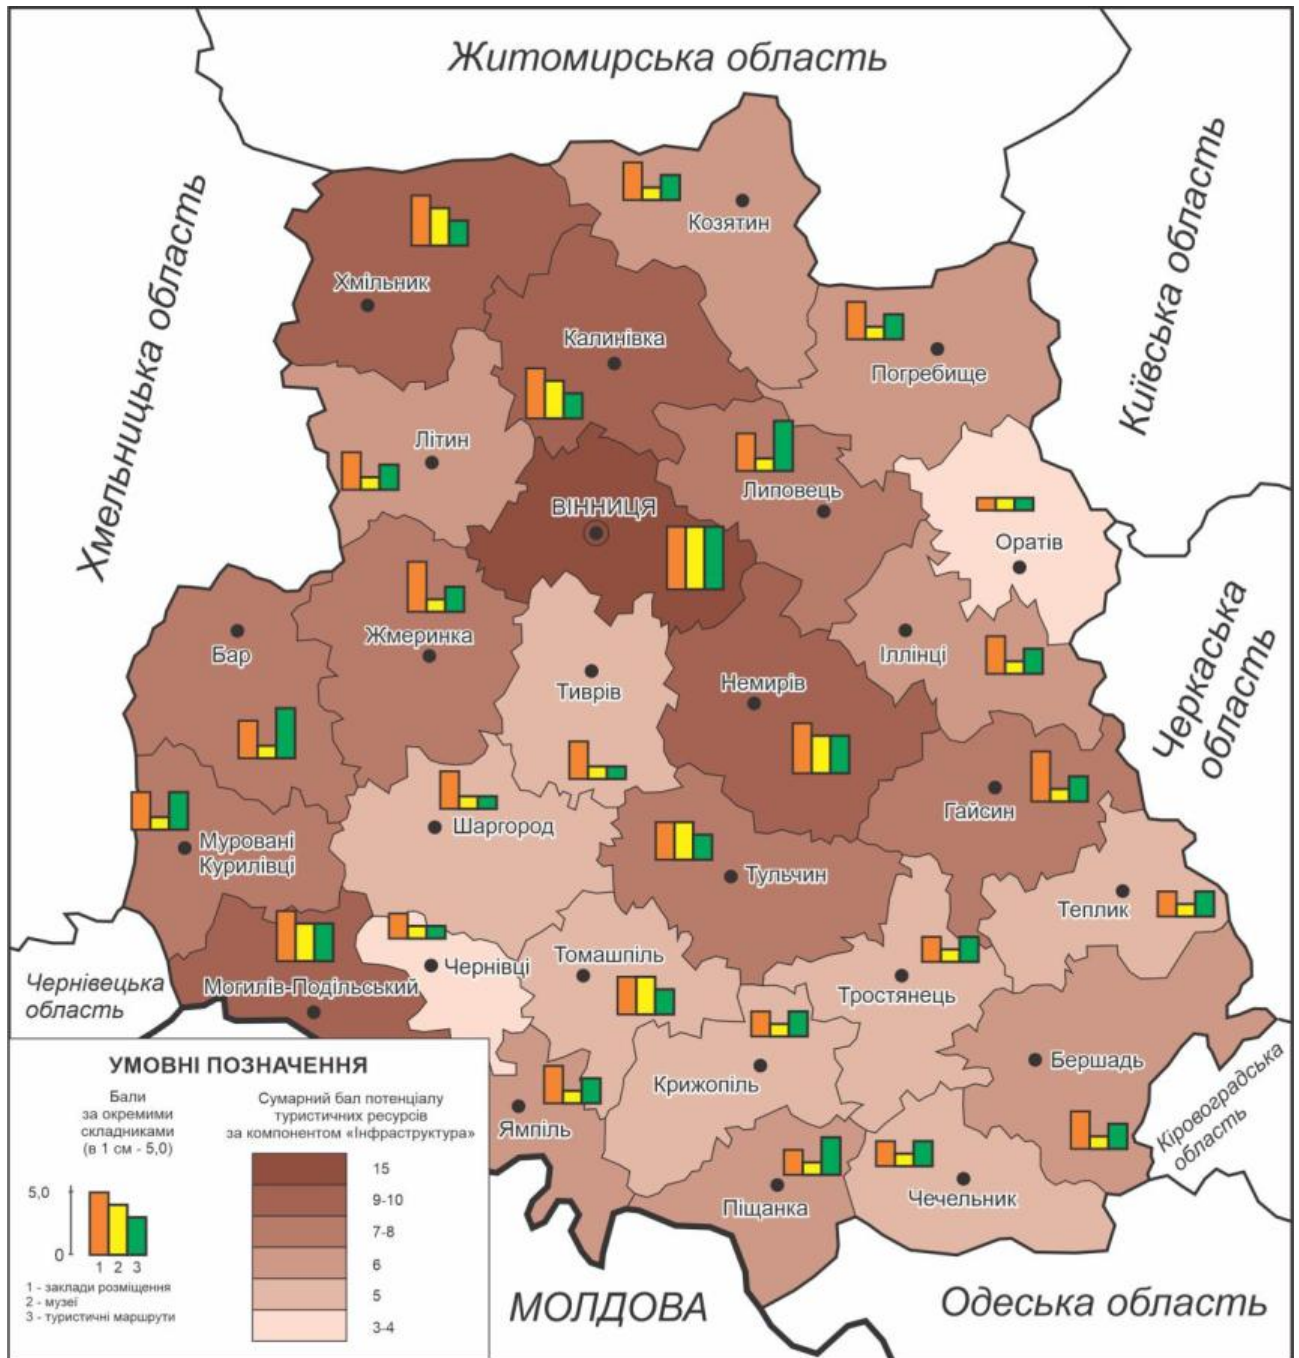 Житомирська область
Хмельницька область
Київська область
Черкаська
область
Козятин
Хмільник
Калинівка
Погребище
Літин
Липовець
ВІННИЦЯ
Оратів
Жмеринка
Бар
Іллінці
Тиврів
Немирів
Гайсин
Шаргород
Муровані
Курилівці
Тульчин
Теплик
Чернівці
Томашпіль
Могилів-Подільський
Тростянець
Чернівецька
область
Бершадь
Крижопіль
Ямпіль
Піщанка
Чечельник
Кіровоградська
область
МОЛДОВА
Одеська область
УМОВНІ ПОЗНАЧЕННЯ
Бали
за окремими
складниками
(в 1 см - 5,0)
5,0
0
1 2 3
1 - заклади розміщення
2 - музеї
3 - туристичні маршрути
Сумарний бал потенціалу
туристичних ресурсів
за компонентом «Інфраструктура»
15
9-10
7-8
6
5
3-4